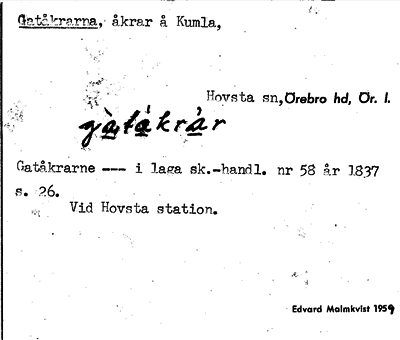 Gatåkrarna, åkrar å Kumla,
Hovsta sn, Örebro hd, Ör. l.
gàtåkrår
Gatåkrarne --- i laga sk.-handl. nr 58 år 1837
s. 26.
Vid Hovsta station.
Edvard Malmkvist 1959